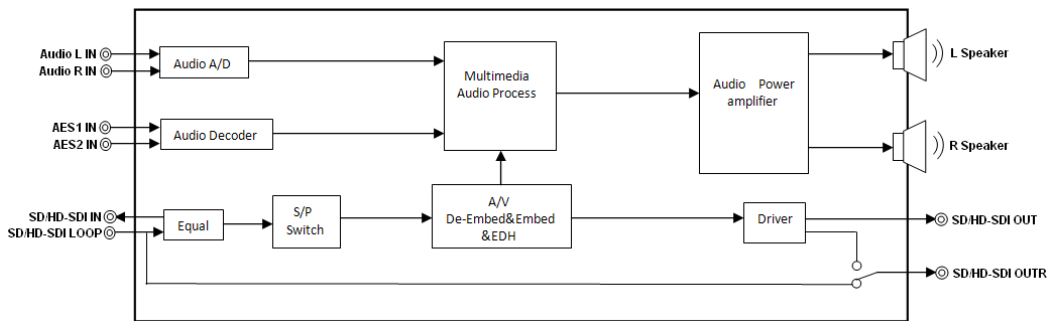 Audio L IN
Audio R IN
Audio A/D
Multimedia
Audio Process
Audio Power
amplifier
L Speaker
R Speaker
AES1 IN
AES2 IN
Audio Decoder
SD/HD-SDI IN
SD/HD-SDI LOOP
Equal
S/P
Switch
A/V
De-Embed&Embed
&EDH
Driver
SD/HD-SDI OUT
SD/HD-SDI OUTR